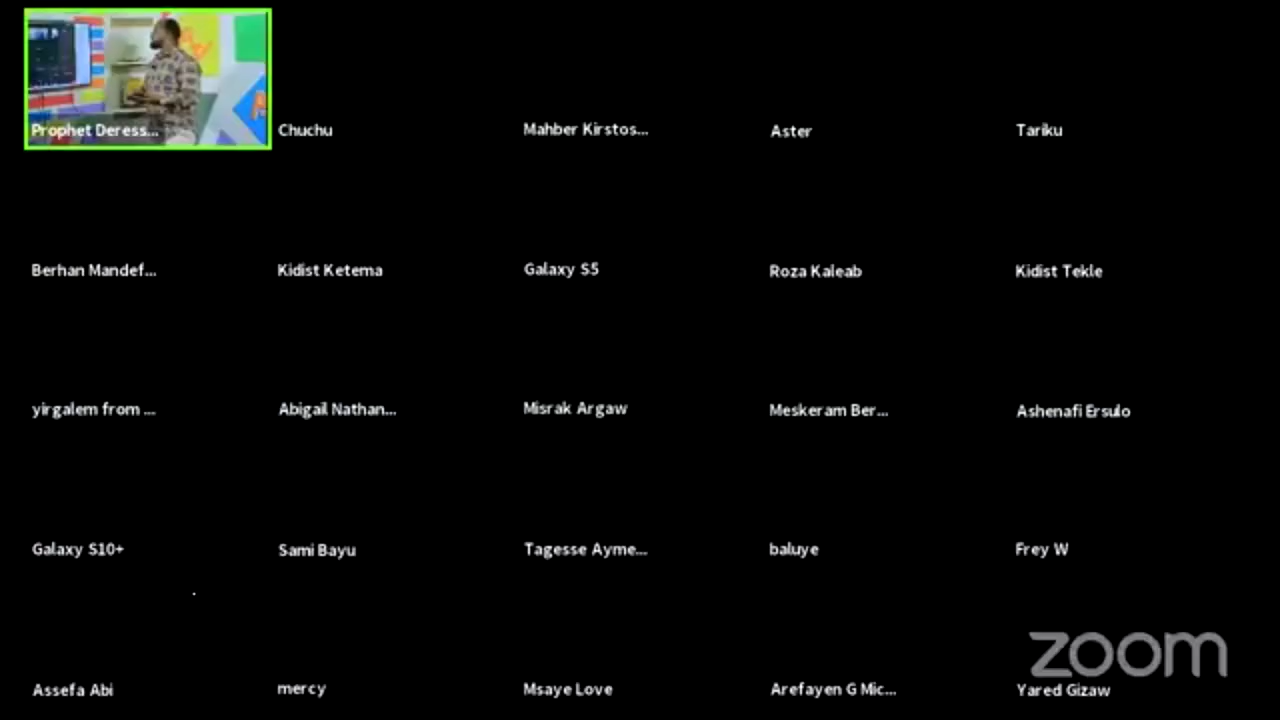 Prophet Deress...
Chuchu
Mahber Kirstos...
Aster
Tariku
Berhan Mandef...
Kidist Ketema
Galaxy S5
Roza Kaleab
Kidist Tekle
yirgalem from ...
Abigail Nathan...
Misrak Argaw
Meskeram Ber...
Ashenafi Ersulo
Galaxy S10+
Sami Bayu
Tagesse Ayme...
baluye
Frey W
zoom
Assefa Abi
mercy
Msaye Love
Arefayen G Mic...
Yared Gizaw